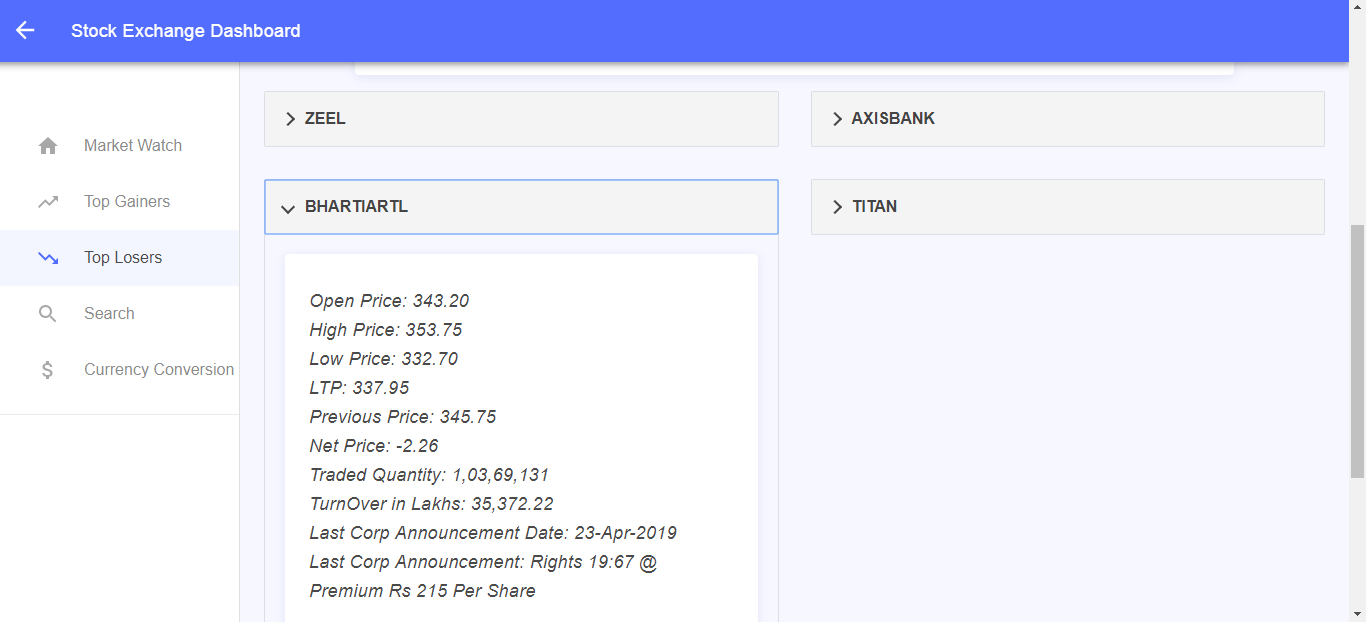 Stock Exchange Dashboard
Market Watch
Top Gainers
Top Losers
Search
Currency Conversion
ZEEL
AXISBANK
BHARTIARTL
TITAN
Open Price: 343.20
High Price: 353.75
Low Price: 332.70
LTP: 337.95
Previous Price: 345.75
Net Price: -2.26
Traded Quantity: 1,03,69,131
TurnOver in Lakhs: 35,372.22
Last Corp Announcement Date: 23-Apr-2019
Last Corp Announcement: Rights 19:67 @
Premium Rs 215 Per Share